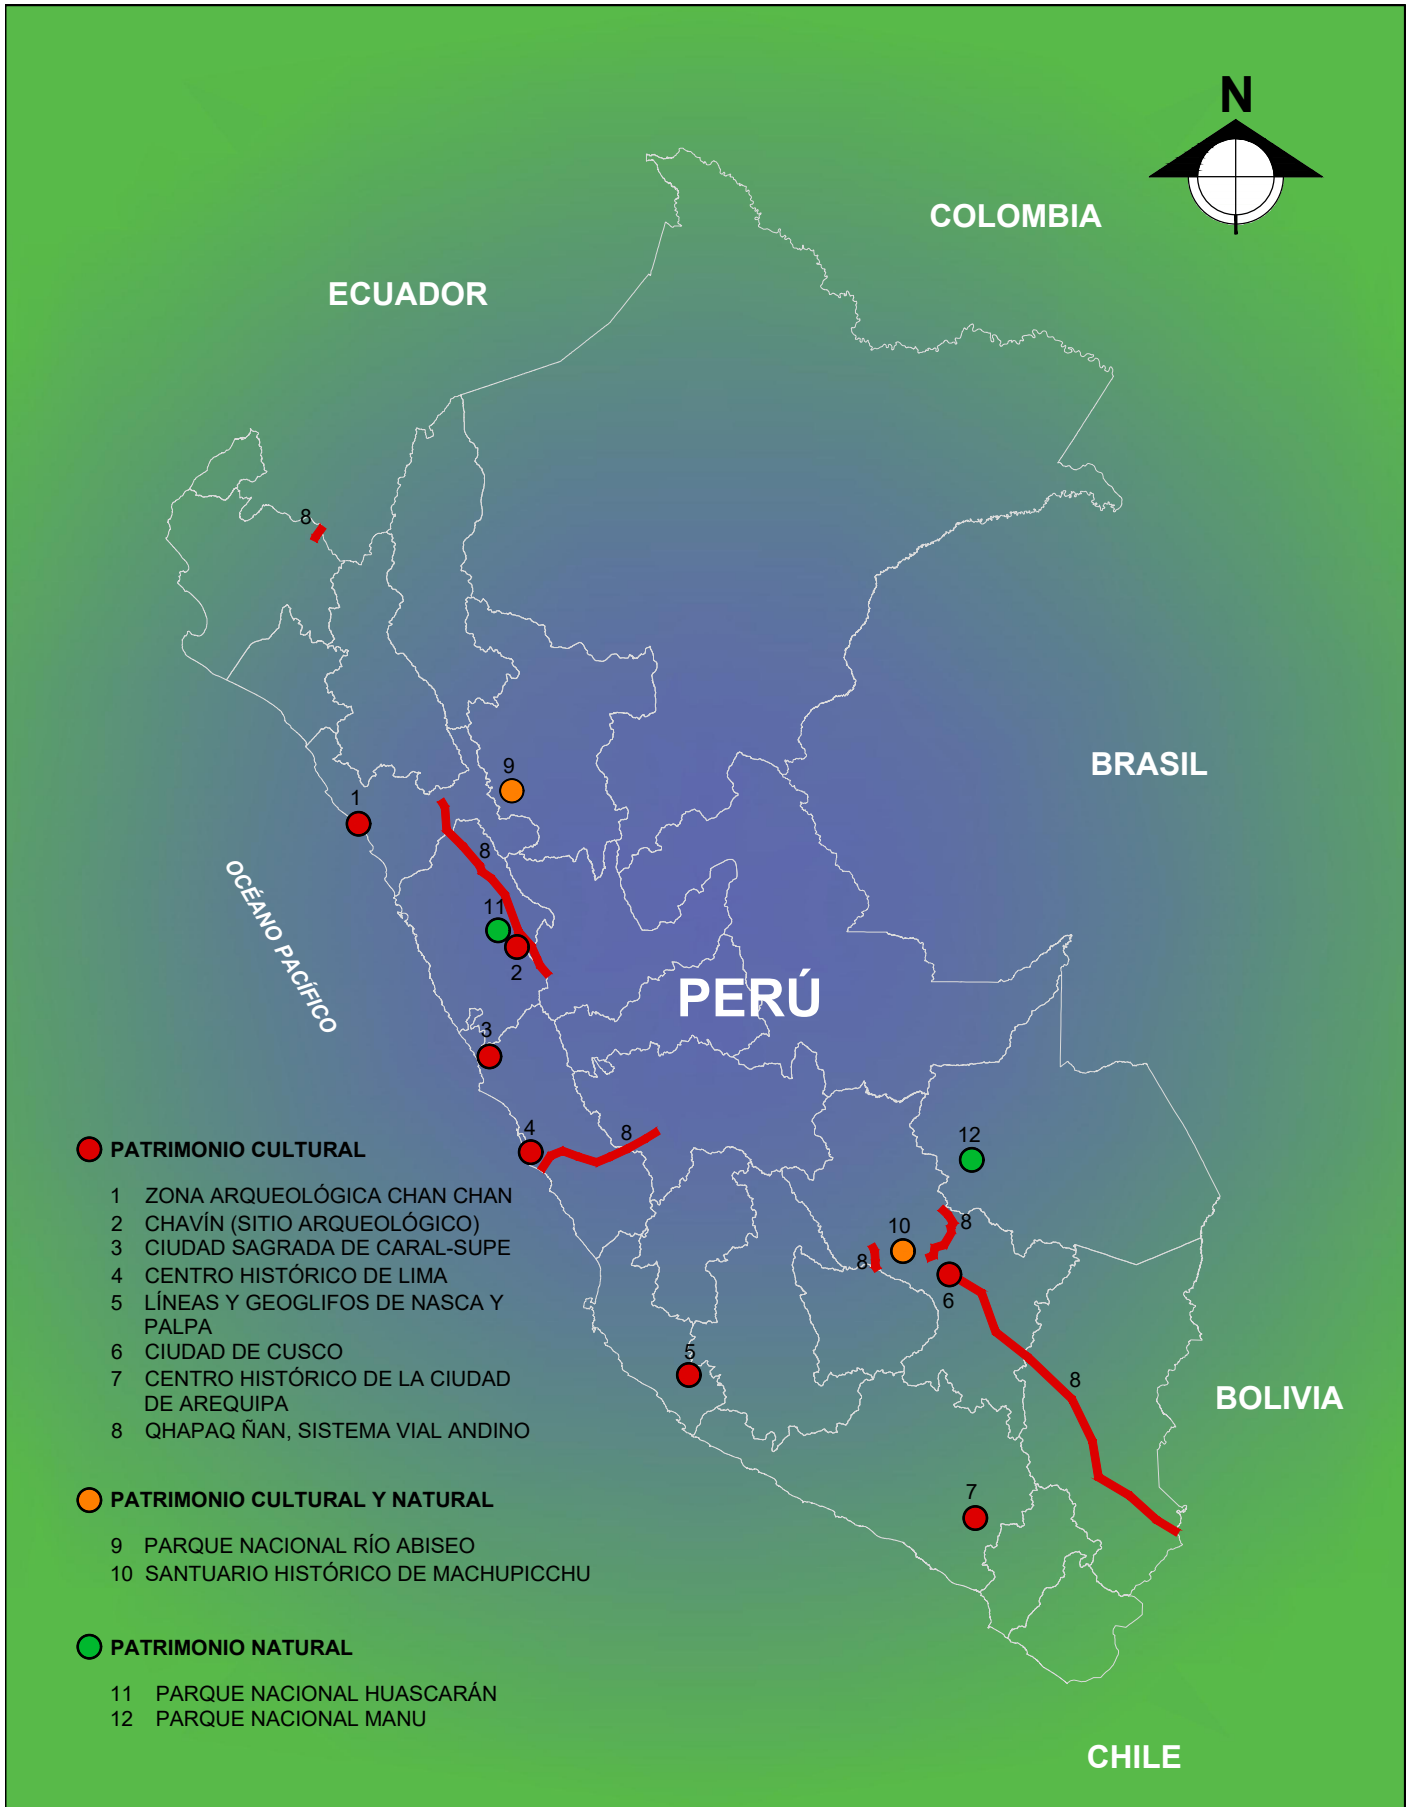 N
COLOMBIA
ECUADOR
8
BRASIL
9
1
8
OCÉANO PACÍFICO
11
2
PERÚ
3
4
8
12
10
8
8
6
5
8
BOLIVIA
7
CHILE
PATRIMONIO CULTURAL
1 ZONA ARQUEOLÓGICA CHAN CHAN
2 CHAVÍN (SITIO ARQUEOLÓGICO)
3 CIUDAD SAGRADA DE CARAL-SUPE
4 CENTRO HISTÓRICO DE LIMA
5 LÍNEAS Y GEOGLIFOS DE NASCA Y
PALPA
6 CIUDAD DE CUSCO
7 CENTRO HISTÓRICO DE LA CIUDAD
DE AREQUIPA
8 QHAPAQ ÑAN, SISTEMA VIAL ANDINO
PATRIMONIO CULTURAL Y NATURAL
9 PARQUE NACIONAL RÍO ABISEO
10 SANTUARIO HISTÓRICO DE MACHUPICCHU
PATRIMONIO NATURAL
11 PARQUE NACIONAL HUASCARÁN
12 PARQUE NACIONAL MANU